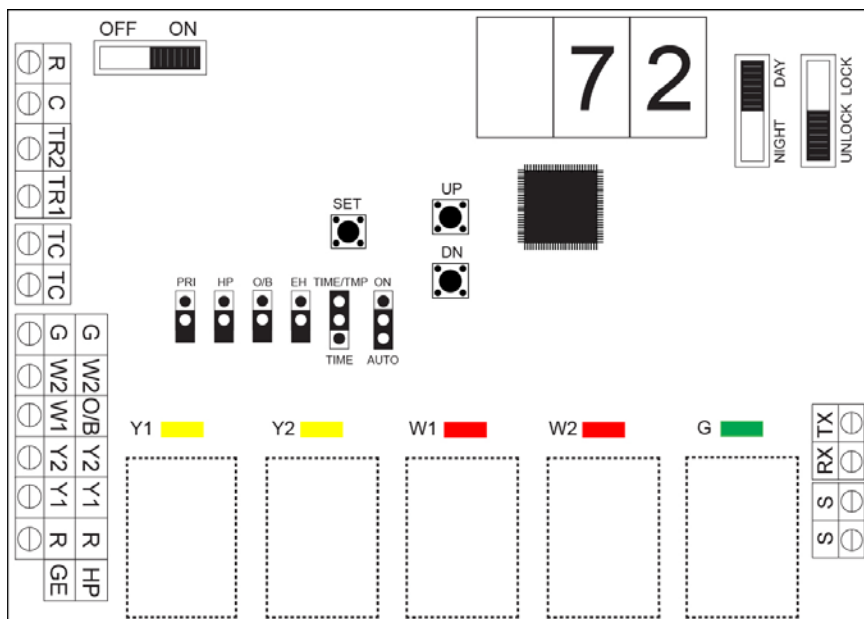 OFF ON
72
DAY
NIGHT
LOCK
UNLOCK
R
C
TR2
TR1
TC
TC
SET
UP
DN
PRI HP O/B EH TIME/TMP ON
TIME AUTO
G G
W2 W2
W1 O/B
Y2 Y2
Y1 Y1
R R
GE HP
Y1 Y2 W1 W2 G
TX
RX
S
S